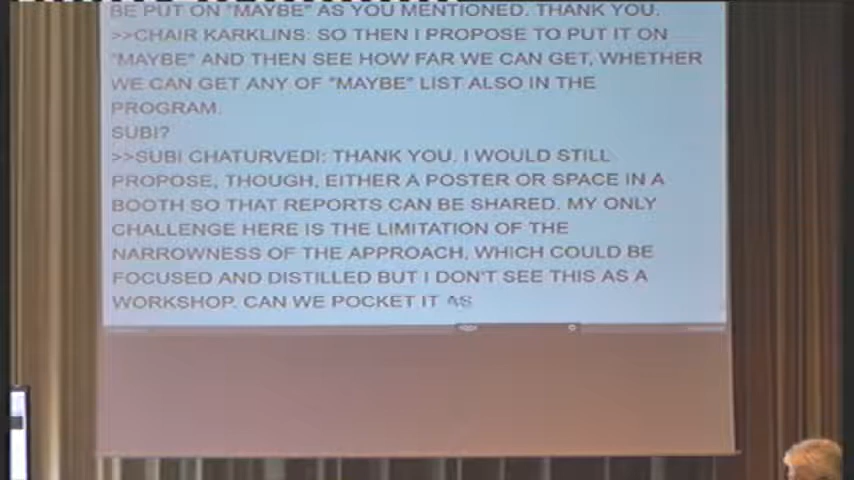 BE PUT ON "MAYBE" AS YOU MENTIONED. THANK YOU.
>>CHAIR KARKLINS: SO THEN I PROPOSE TO PUT IT ON
"MAYBE" AND THEN SEE HOW FAR WE CAN GET, WHETHER
WE CAN GET ANY OF "MAYBE" LIST ALSO IN THE
PROGRAM.
SUBI?
>>SUBI CHATURVEDI: THANK YOU. I WOULD STILL
PROPOSE, THOUGH, EITHER A POSTER OR SPACE IN A
BOOTH SO THAT REPORTS CAN BE SHARED. MY ONLY
CHALLENGE HERE IS THE LIMITATION OF THE
NARROWNESS OF THE APPROACH, WHICH COULD BE
FOCUSED AND DISTILLED BUT I DON'T SEE THIS AS A
WORKSHOP. CAN WE POCKET IT AS